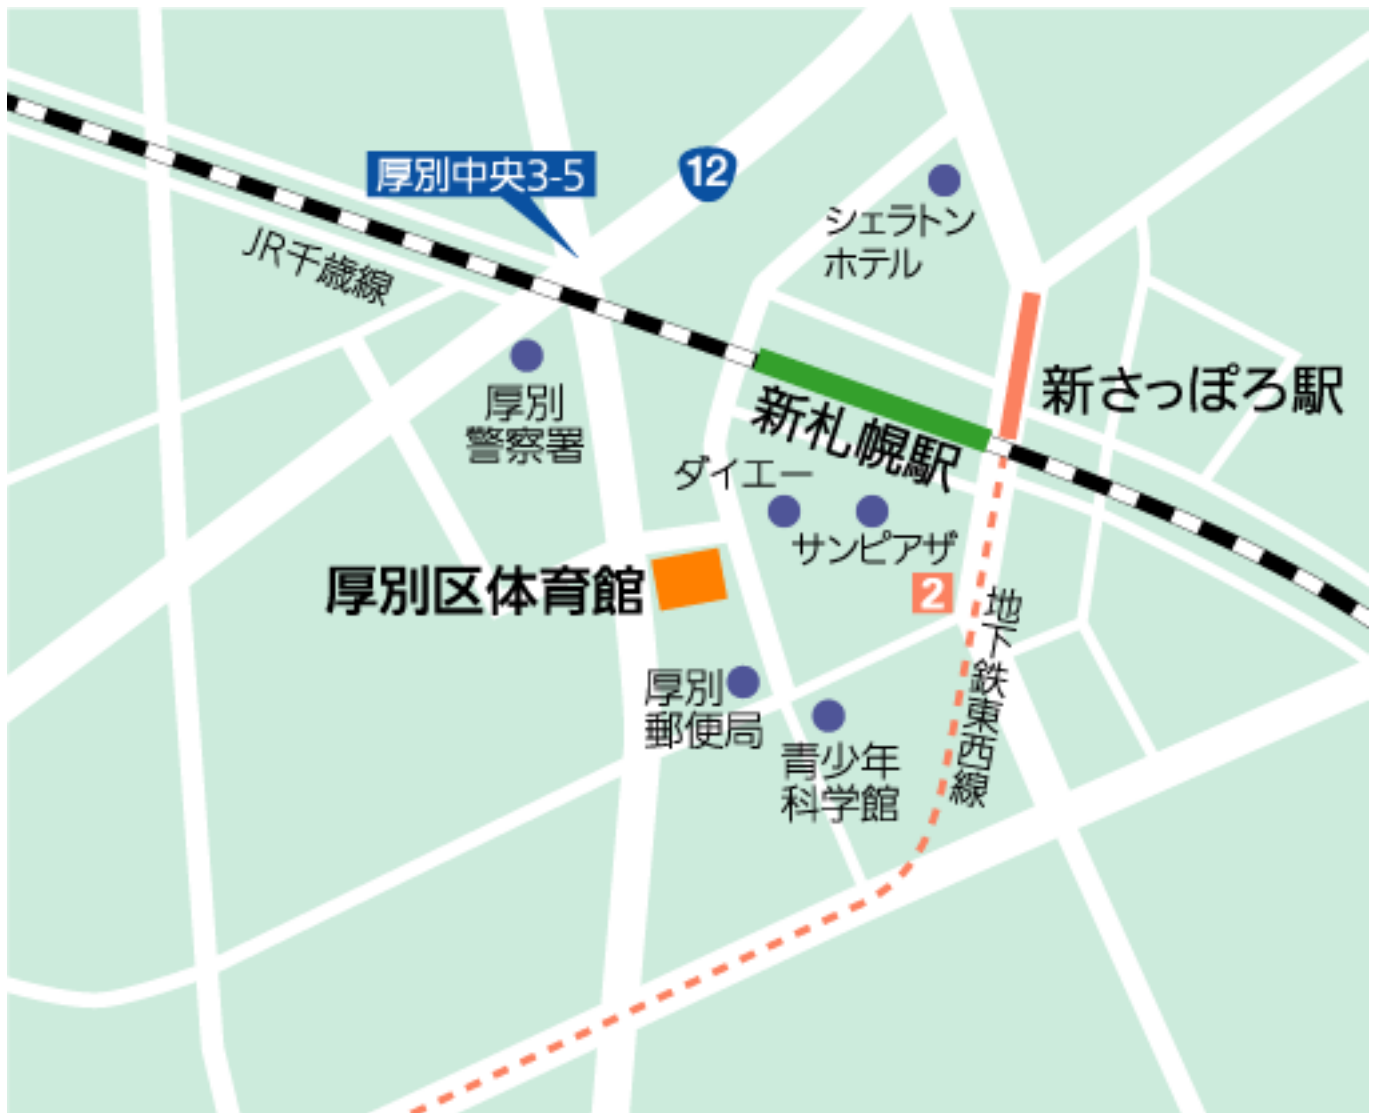 厚別中央3-5
12
シェラトン
ホテル
JR千歳線
厚別
警察署
新さっぽろ駅
新札幌駅
ダイエー
サンピアザ
厚別区体育館
2
地下鉄東西線
厚別
郵便局
青少年
科学館